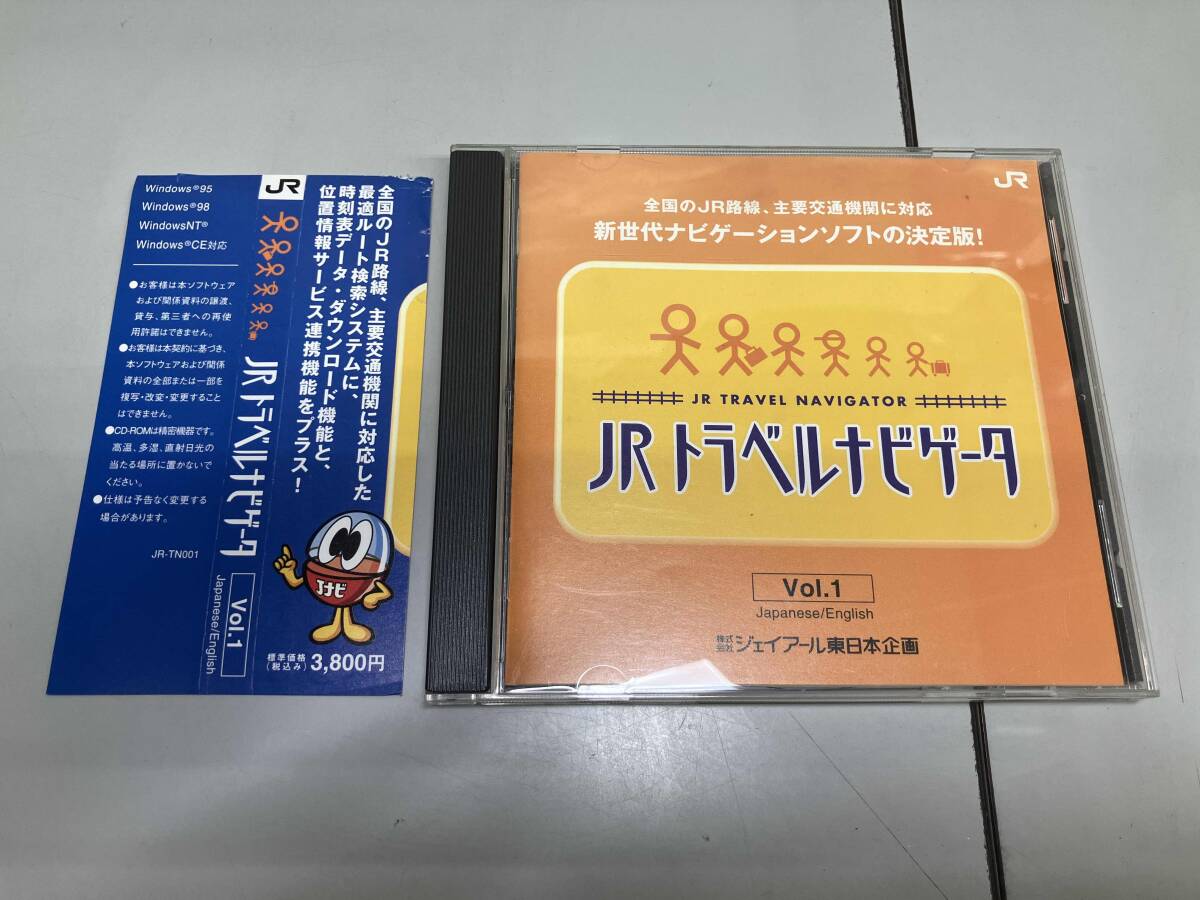 Windows®95
Windows®98
WindowsNT®
Windows®CE対応
●お客様は本ソフトウェア
および関係資料の譲渡、
貸与、第三者への再使
用許諾はできません。
●お客様は本契約に基づき、
本ソフトウェアおよび関係
資料の全部または一部を
複写・改変・変更すること
はできません。
●CD-ROMは精密機器です。
高温、多湿、直射日光の
当たる場所に置かないで
ください。
●仕様は予告なく変更する
場合があります。
JR-TN001
JR
JRトラベルナビゲータ
Vol.1
Japanese/English
全国のJR路線、主要交通機関に対応した
最適ルート検索システムに、
時刻表データ・ダウンロード機能と、
位置情報サービス連携機能をプラス!
Jナビ
標準価格
(税込み) 3,800円
JR
全国のJR路線、主要交通機関に対応
新世代ナビゲーションソフトの決定版!
JR TRAVEL NAVIGATOR
JRトラベルナビゲータ
Vol.1
Japanese/English
株式会社ジェイアール東日本企画